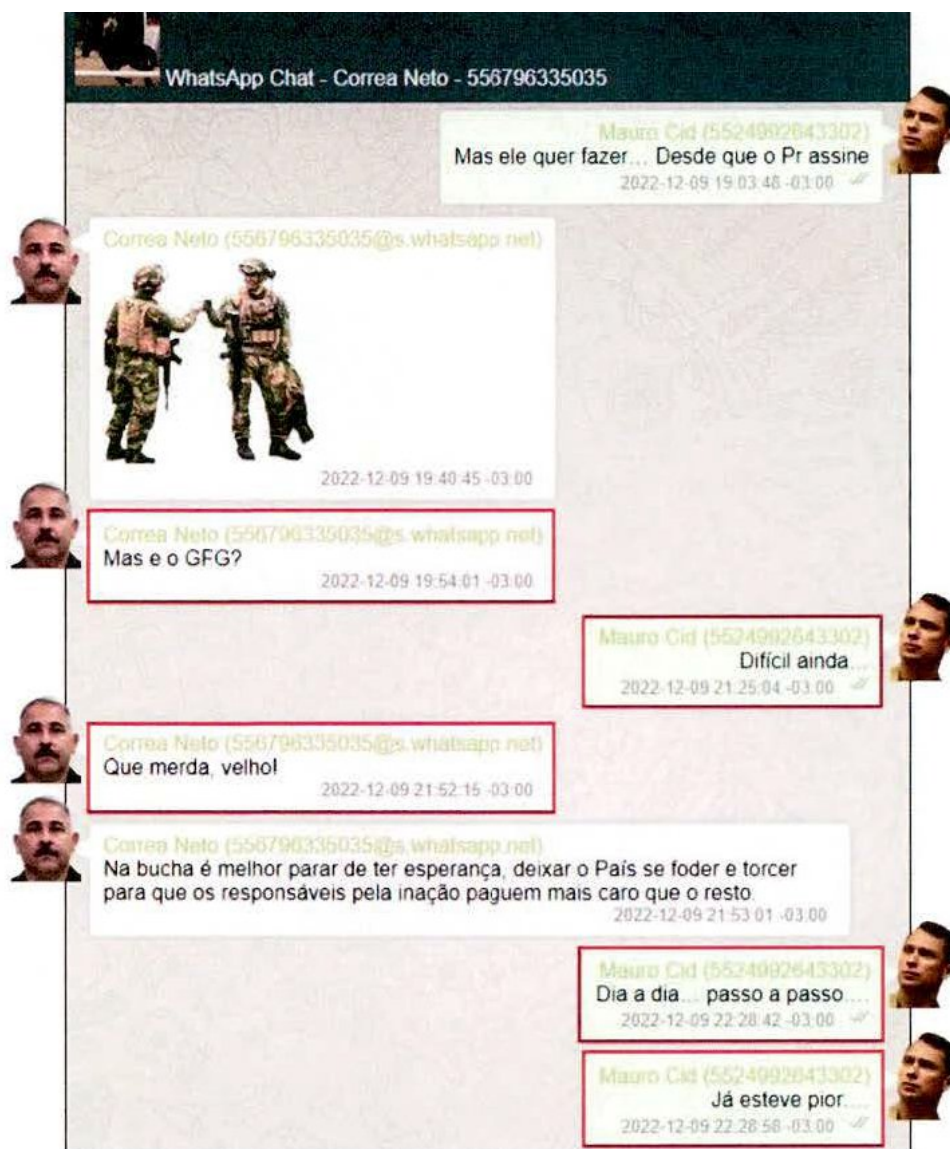 WhatsApp Chat - Correa Neto - 556796335035
Mauro Cid (5524992643302)
Mas ele quer fazer... Desde que o Pr assine
2022-12-09 19:03:48 -03:00
Correa Neto (556796335035@s.whatsapp.net)
2022-12-09 19:40:45 -03:00
Correa Neto (556796335035@s.whatsapp.net)
Mas e o GFG?
2022-12-09 19:54:01 -03:00
Mauro Cid (5524992643302)
Difícil ainda...
2022-12-09 21:25:04 -03:00
Correa Neto (556796335035@s.whatsapp.net)
Que merda, velho!
2022-12-09 21:52:15 -03:00
Correa Neto (556796335035@s.whatsapp.net)
Na bucha é melhor parar de ter esperança, deixar o País se foder e torcer
para que os responsáveis pela inação paguem mais caro que o resto.
2022-12-09 21:53:01 -03:00
Mauro Cid (5524992643302)
Dia a dia.... passo a passo....
2022-12-09 22:28:42 -03:00
Mauro Cid (5524992643302)
Já esteve pior....
2022-12-09 22:28:58 -03:00